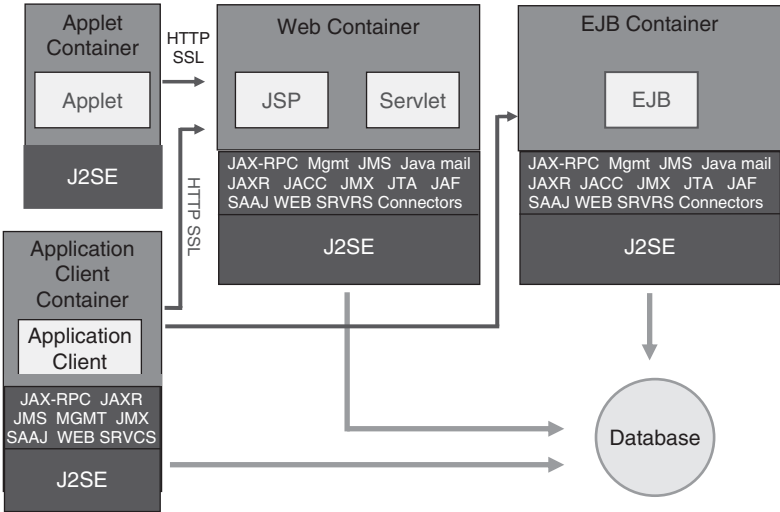 Applet
Container
Applet
J2SE
HTTP
SSL
HTTP SSL
Web Container
JSP
Servlet
JAX-RPC Mgmt JMS Java mail
JAXR JACC JMX JTA JAF
SAAJ WEB SRVRS Connectors
J2SE
EJB Container
EJB
JAX-RPC Mgmt JMS Java mail
JAXR JACC JMX JTA JAF
SAAJ WEB SRVRS Connectors
J2SE
Application
Client
Container
Application
Client
JAX-RPC JAXR
JMS MGMT JMX
SAAJ WEB SRVCS
J2SE
Database